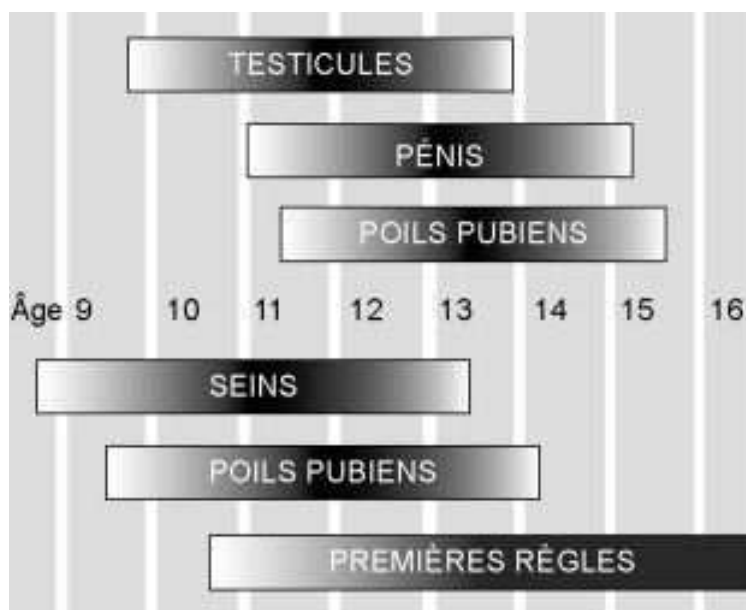 TESTICULES
PÉNIS
POILS PUBIENS
Âge 9 10 11 12 13 14 15 16
SEINS
POILS PUBIENS
PREMIÈRES RÈGLES